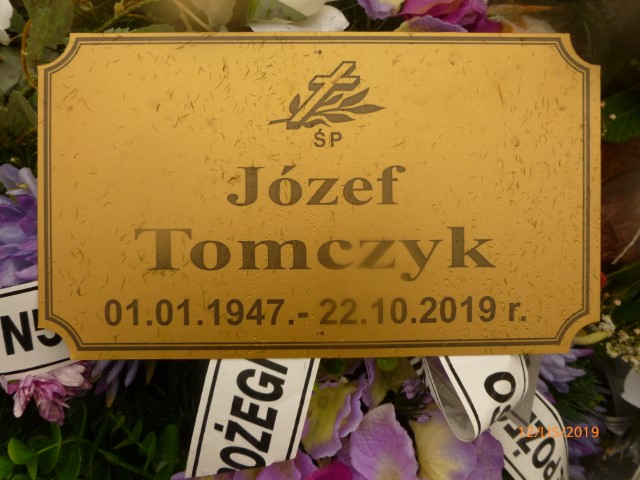 ŚP
Józef
Tomczyk
01.01.1947.- 22.10.2019 r.